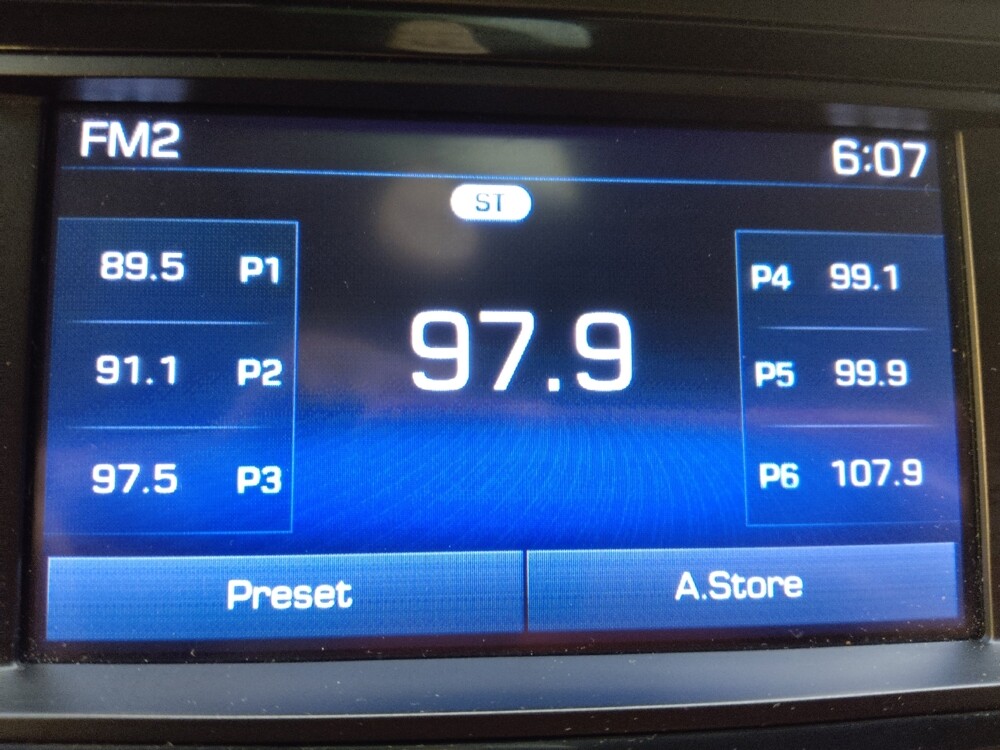 FM2
6:07
ST
89.5 P1
91.1 P2
97.5 P3
97.9
P4 99.1
P5 99.9
P6 107.9
Preset
A.Store